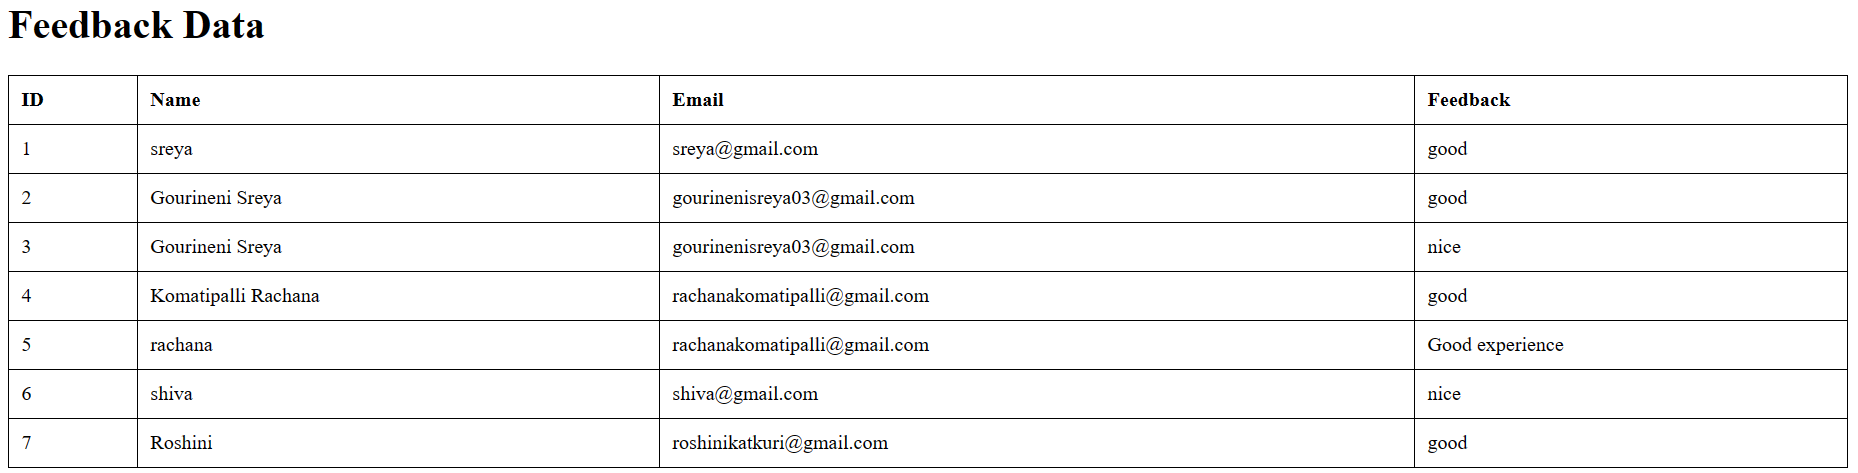 Feedback Data
ID Name Email Feedback
1 sreya sreya@gmail.com good
2 Gourineni Sreya gourinenisreya03@gmail.com good
3 Gourineni Sreya gourinenisreya03@gmail.com nice
4 Komatipalli Rachana rachanakomatipalli@gmail.com good
5 rachana rachanakomatipalli@gmail.com Good experience
6 shiva shiva@gmail.com nice
7 Roshini roshinikatkuri@gmail.com good